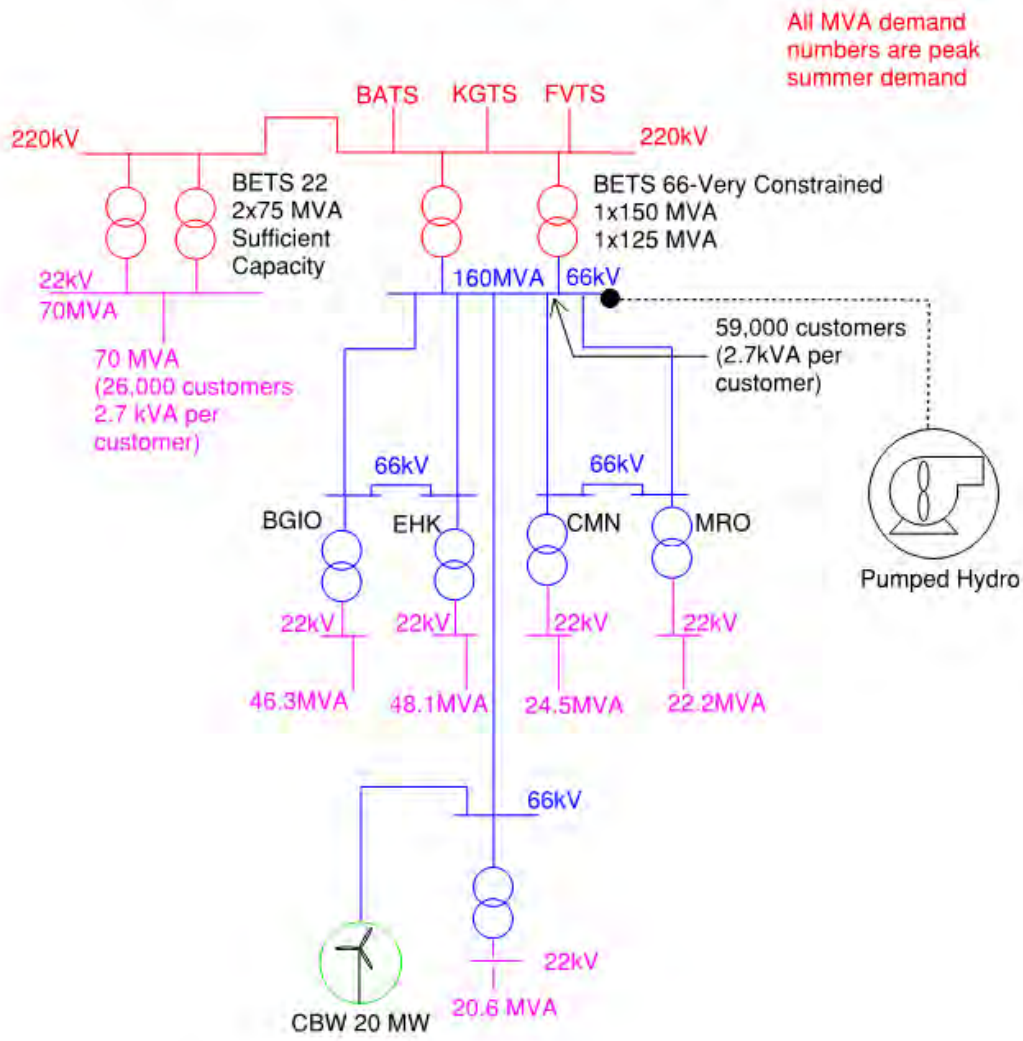 All MVA demand
numbers are peak
summer demand
BATS
KGTS
FVTS
220kV
220kV
BETS 22
2x75 MVA
Sufficient
Capacity
BETS 66-Very Constrained
1x150 MVA
1x125 MVA
22kV
70MVA
160MVA
66kV
70 MVA
(26,000 customers
2.7 kVA per
customer)
59,000 customers
(2.7kVA per
customer)
66kV
66kV
BGIO
EHK
CMN
MRO
Pumped Hydro
22kV
22kV
22kV
22kV
46.3MVA
48.1MVA
24.5MVA
22.2MVA
66kV
22kV
20.6 MVA
CBW 20 MW